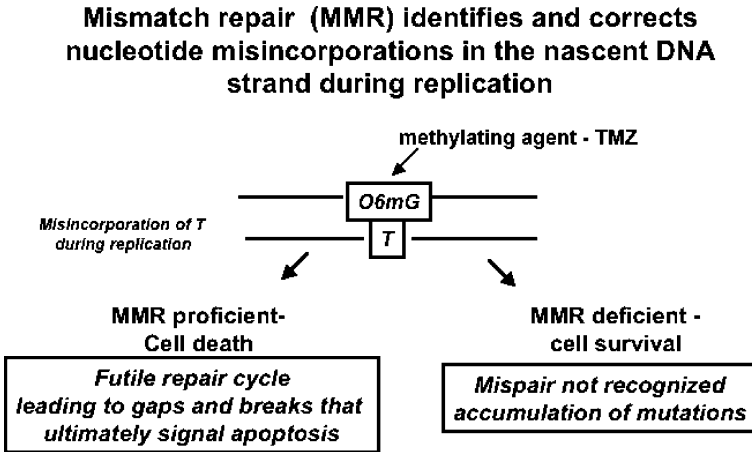 Mismatch repair (MMR) identifies and corrects
nucleotide misincorporations in the nascent DNA
strand during replication
methylating agent - TMZ
O6mG
Misincorporation of T
during replication
T
MMR proficient-
Cell death
Futile repair cycle
leading to gaps and breaks that
ultimately signal apoptosis
MMR deficient -
cell survival
Mispair not recognized
accumulation of mutations